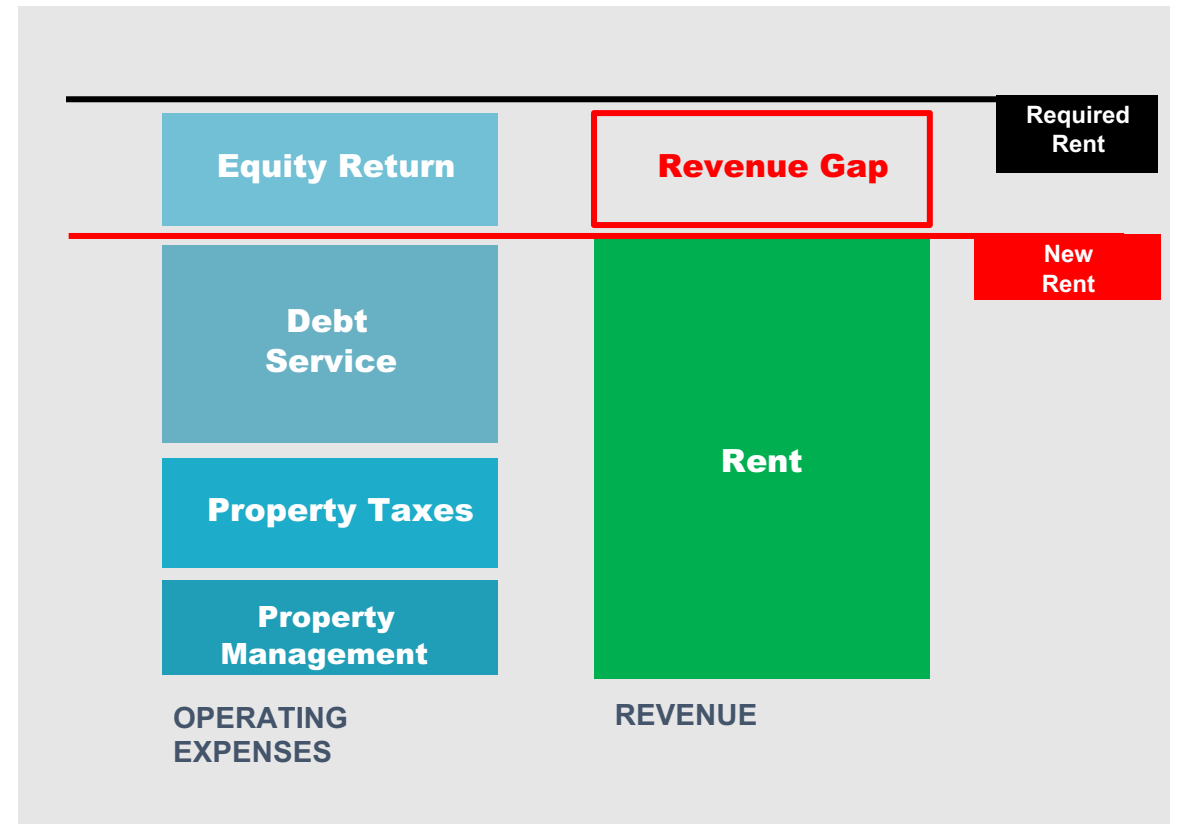 Required
Rent
Equity Return
Revenue Gap
New
Rent
Debt
Service
Rent
Property Taxes
Property
Management
OPERATING
EXPENSES
REVENUE